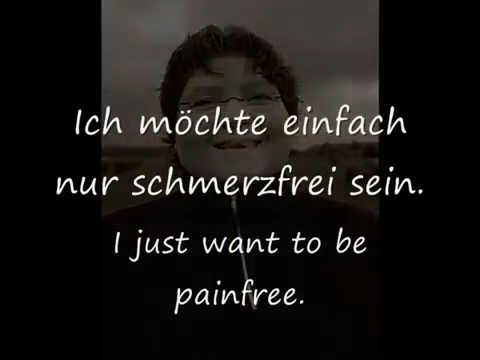 Ich möchte einfach
nur schmerzfrei sein.
I just want to be
painfree.